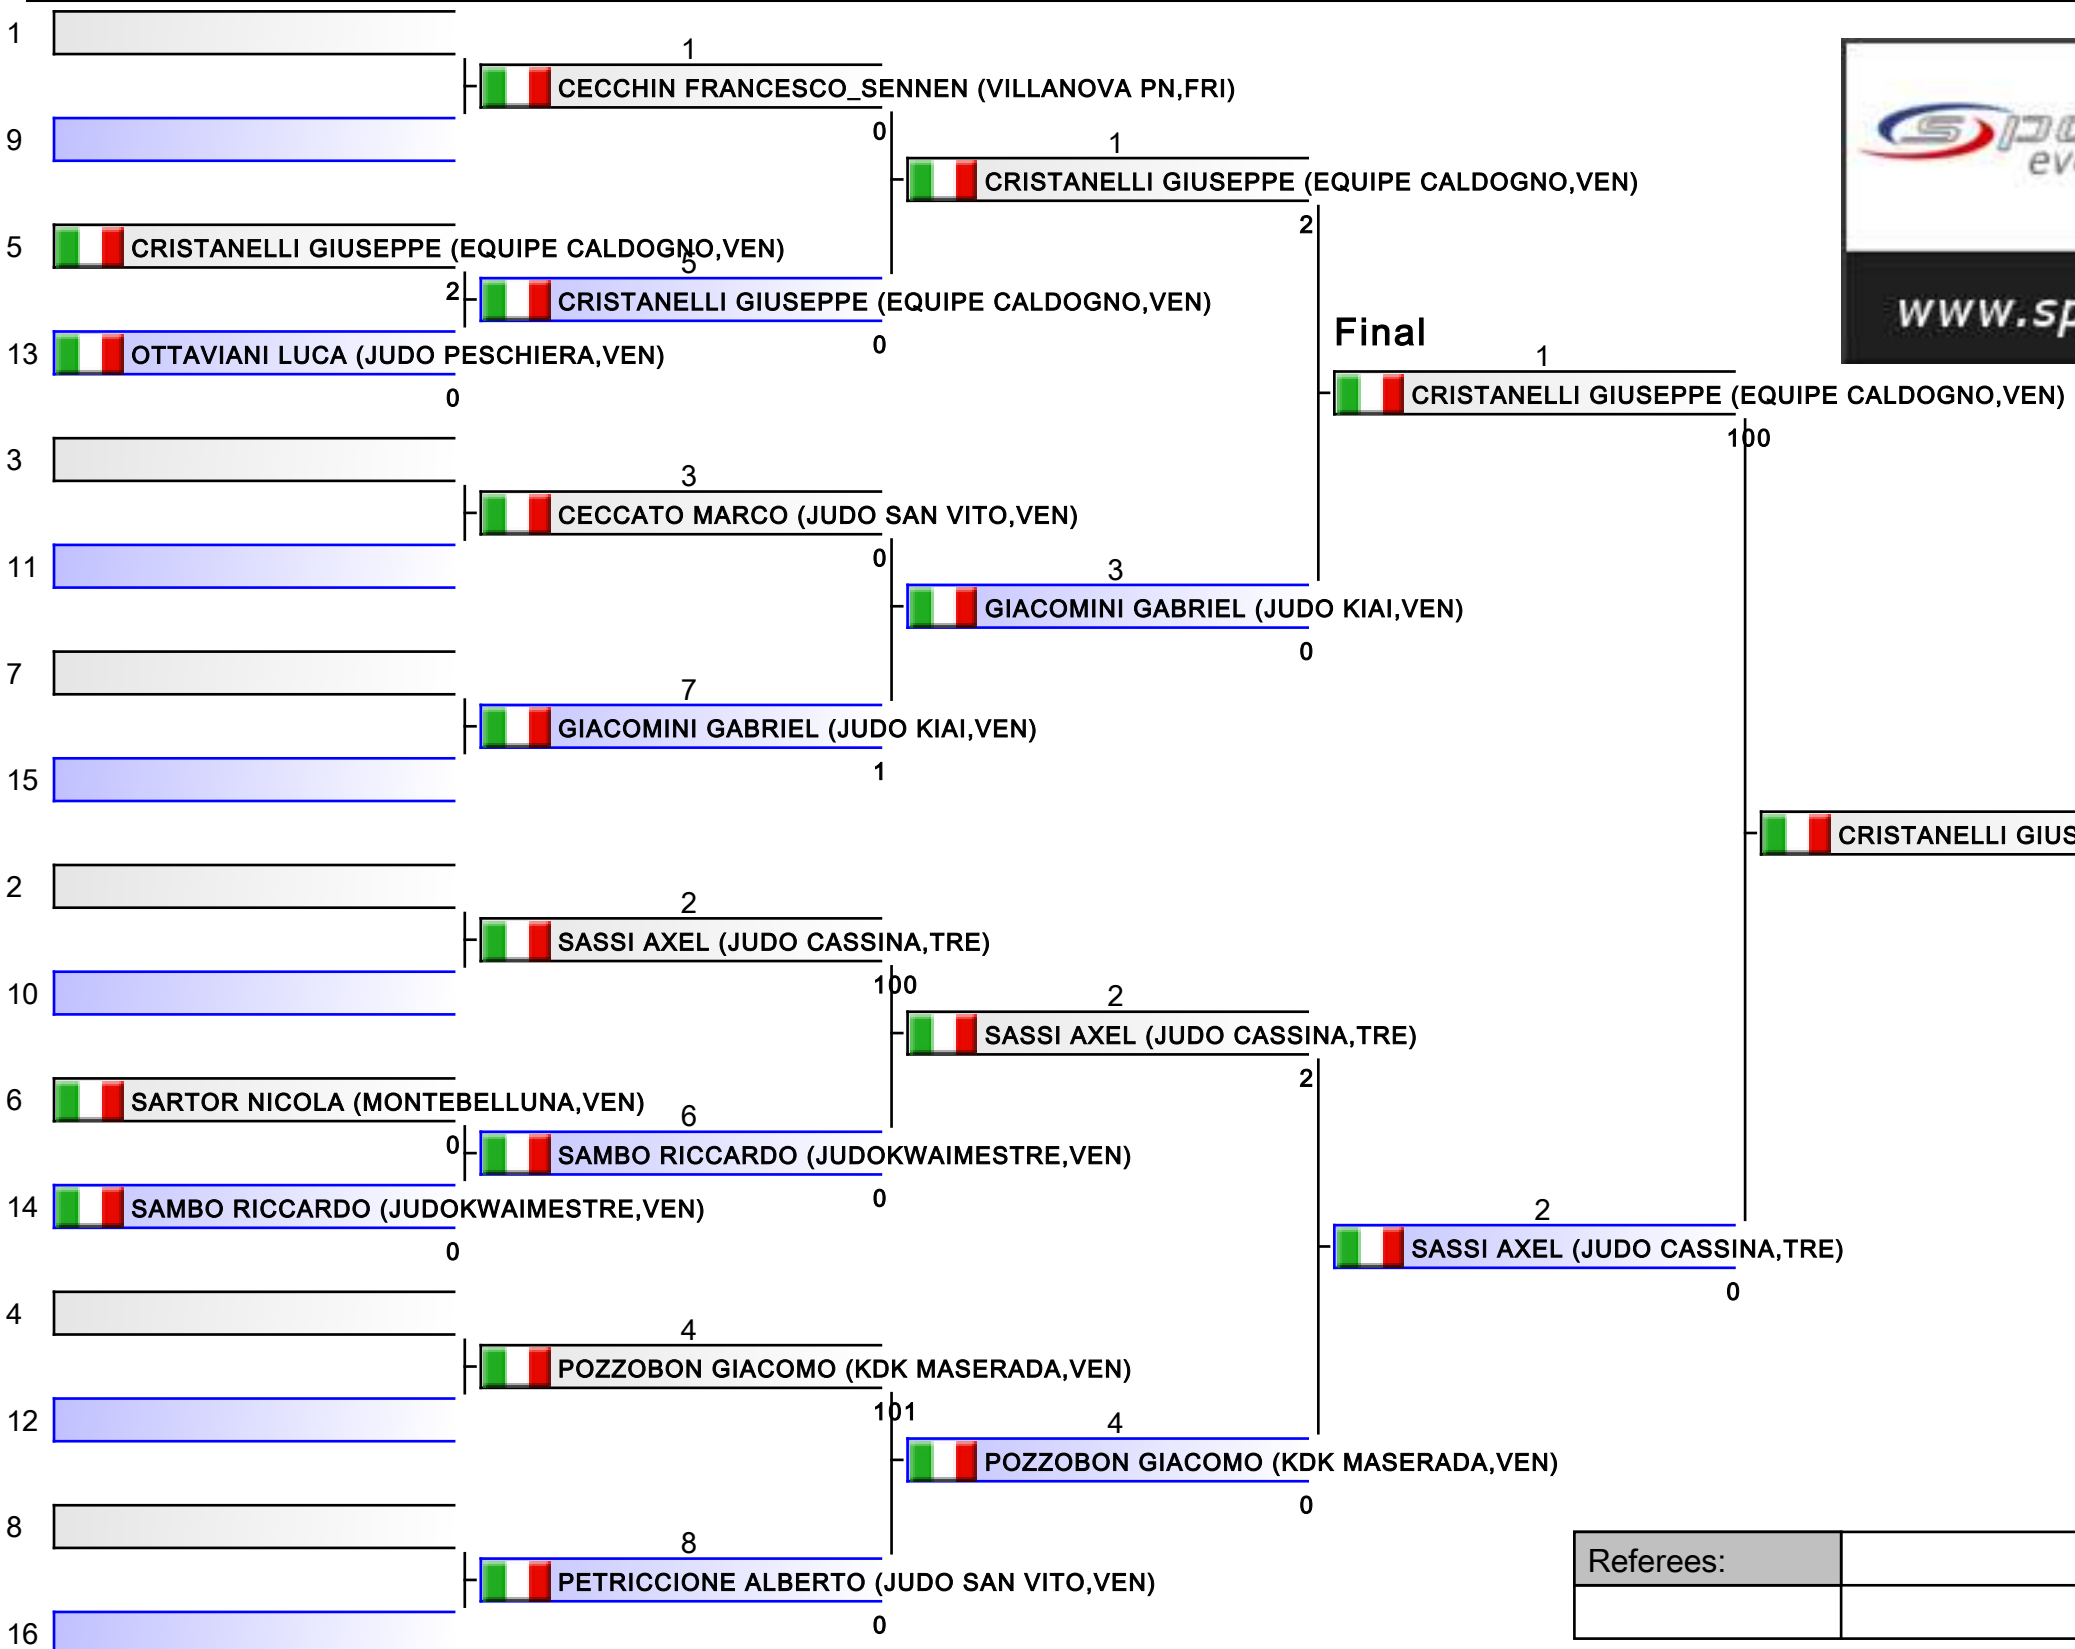 1
1
CECCHIN FRANCESCO_SENNEN (VILLANOVA PN,FRI)
9
0
1
CRISTANELLI GIUSEPPE (EQUIPE CALDOGNO,VEN)
2
5
CRISTANELLI GIUSEPPE (EQUIPE CALDOGNO,VEN)
5
2
CRISTANELLI GIUSEPPE (EQUIPE CALDOGNO,VEN)
www.sp
Final
13
OTTAVIANI LUCA (JUDO PESCHIERA,VEN)
0
0
1
CRISTANELLI GIUSEPPE (EQUIPE CALDOGNO,VEN)
100
3
3
CECCATO MARCO (JUDO SAN VITO,VEN)
0
11
3
GIACOMINI GABRIEL (JUDO KIAI,VEN)
0
7
7
GIACOMINI GABRIEL (JUDO KIAI,VEN)
1
15
CRISTANELLI GIUS
2
2
SASSI AXEL (JUDO CASSINA,TRE)
100
10
2
SASSI AXEL (JUDO CASSINA,TRE)
2
6
SARTOR NICOLA (MONTEBELLUNA,VEN)
0
6
SAMBO RICCARDO (JUDOKWAIMESTRE,VEN)
0
14
SAMBO RICCARDO (JUDOKWAIMESTRE,VEN)
0
2
SASSI AXEL (JUDO CASSINA,TRE)
0
4
4
POZZOBON GIACOMO (KDK MASERADA,VEN)
101
12
4
POZZOBON GIACOMO (KDK MASERADA,VEN)
0
8
8
PETRICCIONE ALBERTO (JUDO SAN VITO,VEN)
0
16
Referees: